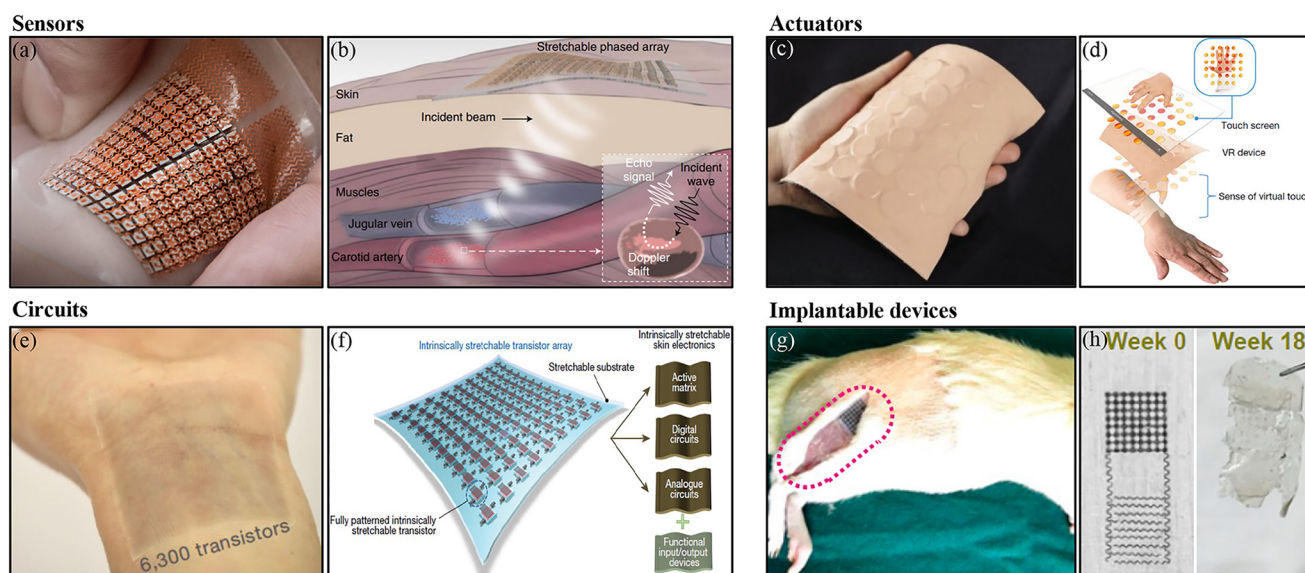 Sensors
(a)
(b)
Stretchable phased array
Skin
Incident beam
Fat
Echo
signal
Incident
wave
Muscles
Jugular vein
Carotid artery
Doppler
shift
Actuators
(c)
(d)
Touch screen
VR device
Sense of virtual touch
Circuits
(e)
6,300 transistors
(f)
Intrinsically stretchable transistor array
Intrinsically stretchable
skin electronics
Stretchable substrate
Active
matrix
Digital
circuits
Analogue
circuits
+
Functional
input/output
devices
Fully patterned intrinsically
stretchable transistor
Implantable devices
(g)
(h)
Week 0
Week 18